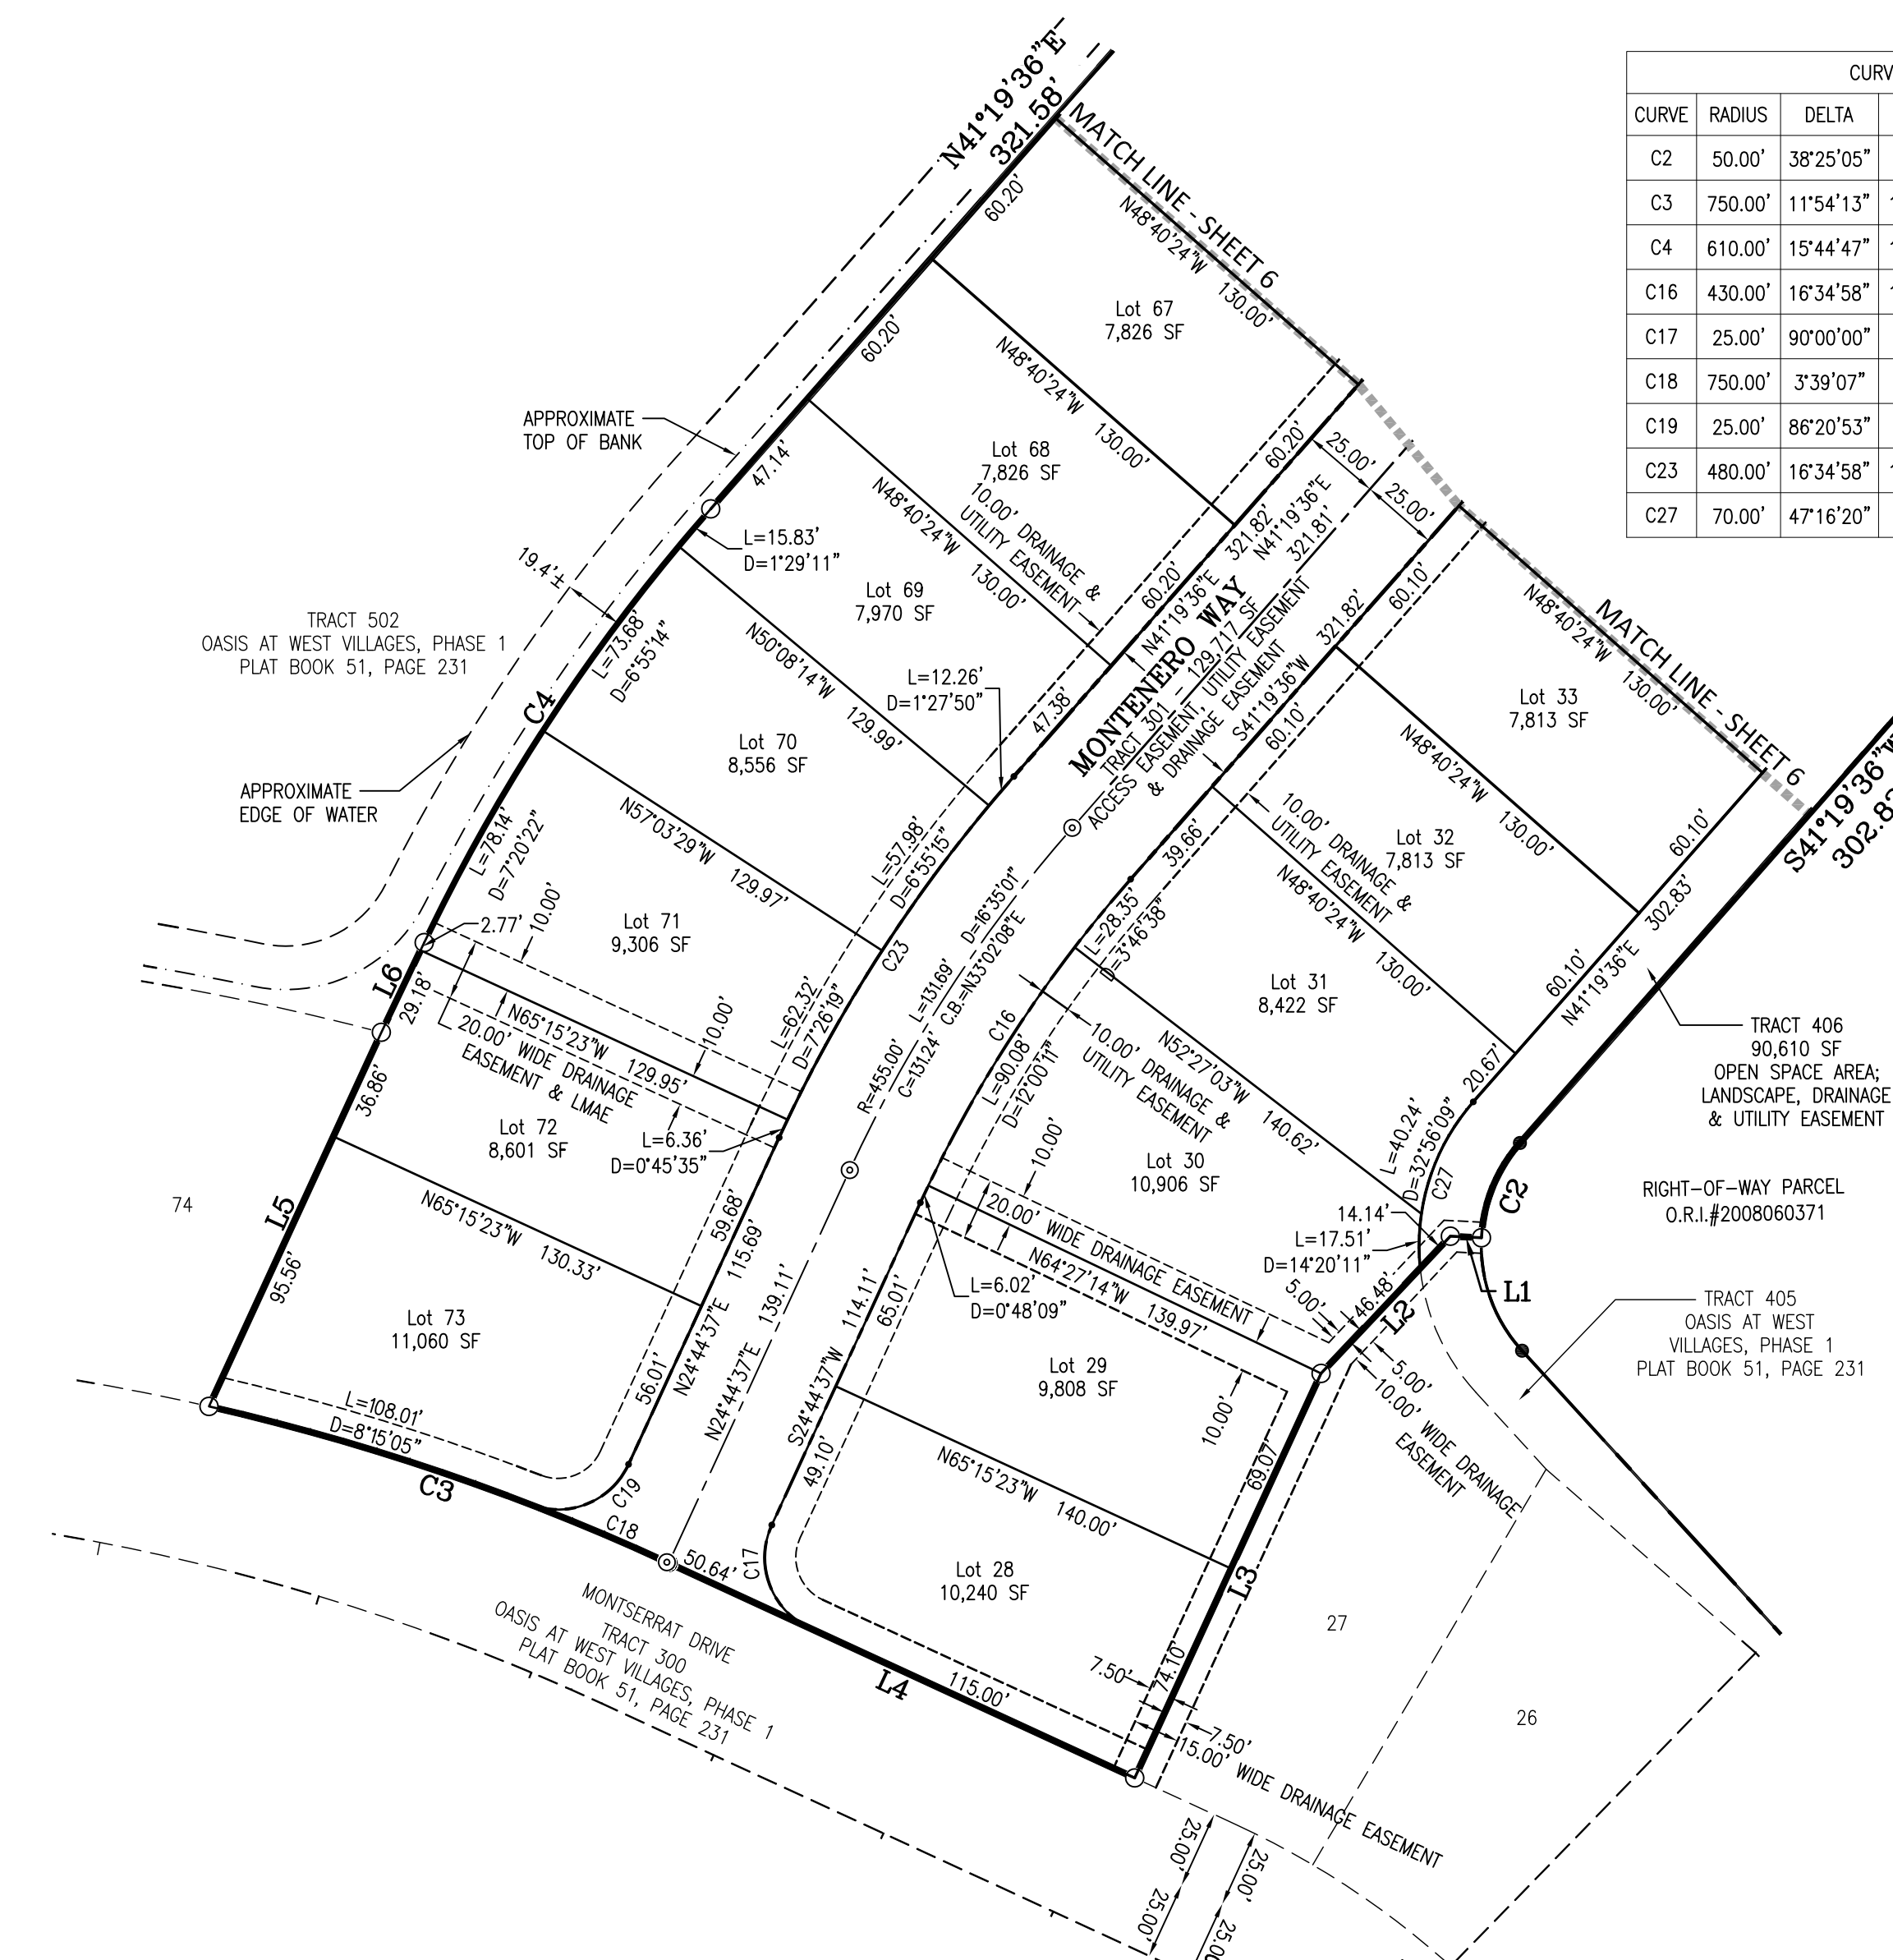 N41°19'36"E
321.58'
MATCH LINE - SHEET 6
N48°40'24"W 130.00'
60.20'
Lot 67
7,826 SF
60.20'
N48°40'24"W 130.00'
60.20'
APPROXIMATE
TOP OF BANK
47.14'
Lot 68
7,826 SF
10.00' DRAINAGE &
UTILITY EASEMENT
N48°40'24"W 130.00'
60.20'
25.00'
25.00'
L=15.83'
D=1°29'11"
Lot 69
7,970 SF
19.4'±
L=73.68'
D=6°55'14"
N50°08'14"W 129.99'
L=12.26'
D=1°27'50"
47.38'
TRACT 502
OASIS AT WEST VILLAGES, PHASE 1
PLAT BOOK 51, PAGE 231
C4
Lot 70
8,556 SF
APPROXIMATE
EDGE OF WATER
N57°03'29"W 129.97'
L=57.98'
D=6°55'15"
C23
L=78.14'
D=7°20'22"
10.00'
2.77'
Lot 71
9,306 SF
L6
29.18'
N65°15'23"W 129.95'
20.00' WIDE DRAINAGE
EASEMENT & LMAE
10.00'
L=62.32'
D=7°26'19"
36.86'
Lot 72
8,601 SF
L=6.36'
D=0°45'35"
74
L5
N65°15'23"W 130.33'
59.68'
95.56'
Lot 73
11,060 SF
56.01'
N24°44'37"E 115.69'
N24°44'37"E 139.11'
L=108.01'
D=8°15'05"
C3
C19
C18
N41°19'36"E 321.82'
N41°19'36"E
321.81'
MONTENERO WAY
TRACT 301 - 129,717 SF
ACCESS EASEMENT, UTILITY EASEMENT
& DRAINAGE EASEMENT
S41°19'36"W 321.82'
60.10'
60.10'
R=455.00' L=131.69' D=16°35'01"
C=131.24' C.B.=N33°02'08"E
MATCH LINE - SHEET 6
N48°40'24"W 130.00'
Lot 33
7,813 SF
N48°40'24"W 130.00'
60.10'
S41°19'36"W
302.8
10.00' DRAINAGE &
UTILITY EASEMENT
Lot 32
7,813 SF
39.66'
N48°40'24"W 130.00'
60.10'
N41°19'36"E 302.83'
L=28.35'
D=3°46'38"
Lot 31
8,422 SF
20.67'
C16
L=90.08'
D=12°00'11"
10.00' DRAINAGE &
UTILITY EASEMENT
N52°27'03"W 140.62'
L=40.24'
D=32°56'09"
C27
C2
TRACT 406
90,610 SF
OPEN SPACE AREA;
LANDSCAPE, DRAINAGE
& UTILITY EASEMENT
Lot 30
10,906 SF
10.00'
RIGHT-OF-WAY PARCEL
O.R.I.#2008060371
14.14'
L=17.51'
D=14°20'11"
20.00' WIDE DRAINAGE EASEMENT
N64°27'14"W 139.97'
L=6.02'
D=0°48'09"
5.00'
46.48'
L2
L1
TRACT 405
OASIS AT WEST
VILLAGES, PHASE 1
PLAT BOOK 51, PAGE 231
5.00'
10.00' WIDE DRAINAGE
EASEMENT
S24°44'37"W 114.11'
65.01'
Lot 29
9,808 SF
10.00'
69.07'
49.10'
N65°15'23"W 140.00'
C17
Lot 28
10,240 SF
L3
50.64'
L4
115.00'
7.50'
74.10'
7.50'
15.00' WIDE DRAINAGE EASEMENT
27
26
MONTSERRAT DRIVE
TRACT 300
OASIS AT WEST VILLAGES, PHASE 1
PLAT BOOK 51, PAGE 231
25.00'
25.00'
25.00'
25.00
CURV
CURVE RADIUS DELTA
C2 50.00' 38°25'05"
C3 750.00' 11°54'13"
C4 610.00' 15°44'47"
C16 430.00' 16°34'58"
C17 25.00' 90°00'00"
C18 750.00' 3°39'07"
C19 25.00' 86°20'53"
C23 480.00' 16°34'58"
C27 70.00' 47°16'20"